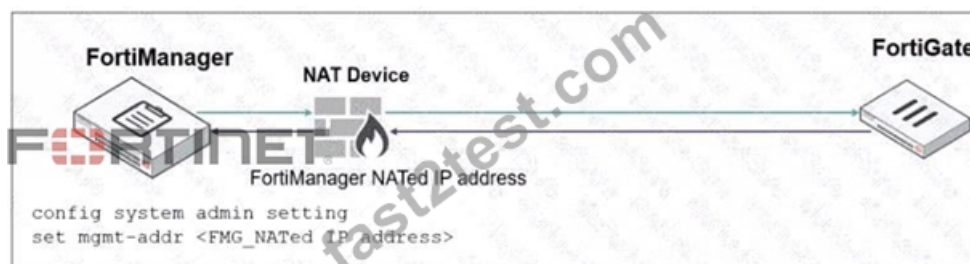 FortiManager
NAT Device
FortiGate
FORTINET
FortiManager NATed IP address
config system admin setting
set mgmt-addr <FMG_NATed IP address>
fast2test.com